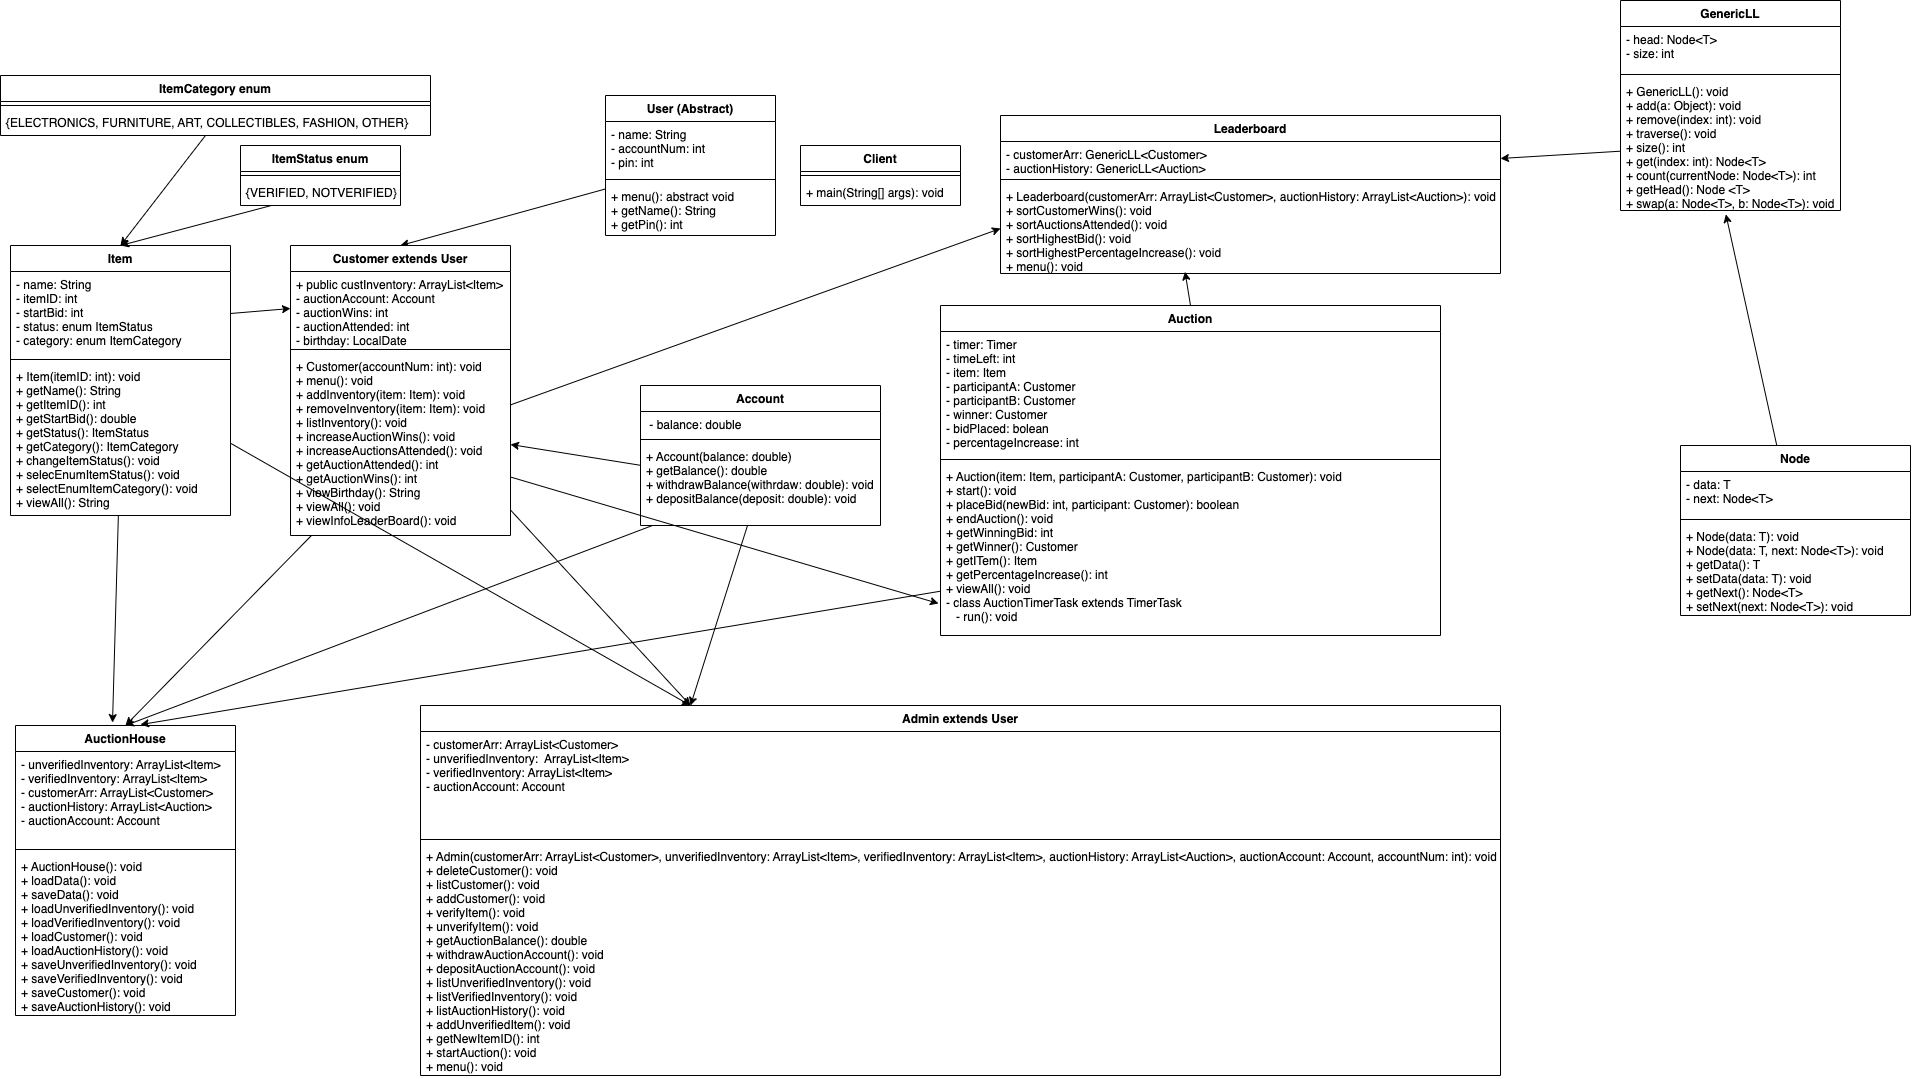 GenericLL
- head: Node<T>
- size: int
+ GenericLL(): void
+ add(a: Object): void
+ remove(index: int): void
+ traverse(): void
+ size(): int
+ get(index: int): Node<T>
+ count(currentNode: Node<T>): int
+ getHead(): Node <T>
+ swap(a: Node<T>, b: Node<T>): void
ItemCategory enum
{ELECTRONICS, FURNITURE, ART, COLLECTIBLES, FASHION, OTHER}
ItemStatus enum
{VERIFIED, NOTVERIFIED}
User (Abstract)
- name: String
- accountNum: int
- pin: int
+ menu(): abstract void
+ getName(): String
+ getPin(): int
Client
+ main(String[] args): void
Leaderboard
- customerArr: GenericLL<Customer>
- auctionHistory: GenericLL<Auction>
+ Leaderboard(customerArr: ArrayList<Customer>, auctionHistory: ArrayList<Auction>): void
+ sortCustomerWins(): void
+ sortAuctionsAttended(): void
+ sortHighestBid(): void
+ sortHighestPercentageIncrease(): void
+ menu(): void
Item
- name: String
- itemID: int
- startBid: int
- status: enum ItemStatus
- category: enum ItemCategory
+ Item(itemID: int): void
+ getName(): String
+ getItemID(): int
+ getStartBid(): double
+ getStatus(): ItemStatus
+ getCategory(): ItemCategory
+ changeItemStatus(): void
+ selecEnumItemStatus(): void
+ selectEnumItemCategory(): void
+ viewAll(): String
Customer extends User
+ public custInventory: ArrayList<Item>
- auctionAccount: Account
- auctionWins: int
- auctionAttended: int
- birthday: LocalDate
+ Customer(accountNum: int): void
+ menu(): void
+ addInventory(item: Item): void
+ removeInventory(item: Item): void
+ listInventory(): void
+ increaseAuctionWins(): void
+ increaseAuctionsAttended(): void
+ getAuctionAttended(): int
+ getAuctionWins(): int
+ viewBirthday(): String
+ viewAll(): void
+ viewInfoLeaderBoard(): void
Account
- balance: double
+ Account(balance: double)
+ getBalance(): double
+ withdrawBalance(withrdaw: double): void
+ depositBalance(deposit: double): void
Auction
- timer: Timer
- timeLeft: int
- item: Item
- participantA: Customer
- participantB: Customer
- winner: Customer
- bidPlaced: bolean
- percentageIncrease: int
+ Auction(item: Item, participantA: Customer, participantB: Customer): void
+ start(): void
+ placeBid(newBid: int, participant: Customer): boolean
+ endAuction(): void
+ getWinningBid: int
+ getWinner(): Customer
+ getITem(): Item
+ getPercentageIncrease(): int
+ viewAll(): void
- class AuctionTimerTask extends TimerTask
- run(): void
Node
- data: T
- next: Node<T>
+ Node(data: T): void
+ Node(data: T, next: Node<T>): void
+ getData(): T
+ setData(data: T): void
+ getNext(): Node<T>
+ setNext(next: Node<T>): void
AuctionHouse
- unverifiedInventory: ArrayList<Item>
- verifiedInventory: ArrayList<Item>
- customerArr: ArrayList<Customer>
- auctionHistory: ArrayList<Auction>
- auctionAccount: Account
+ AuctionHouse(): void
+ loadData(): void
+ saveData(): void
+ loadUnverifiedInventory(): void
+ loadVerifiedInventory(): void
+ loadCustomer(): void
+ loadAuctionHistory(): void
+ saveUnverifiedInventory(): void
+ saveVerifiedInventory(): void
+ saveCustomer(): void
+ saveAuctionHistory(): void
Admin extends User
- customerArr: ArrayList<Customer>
- unverifiedInventory: ArrayList<Item>
- verifiedInventory: ArrayList<Item>
- auctionAccount: Account
+ Admin(customerArr: ArrayList<Customer>, unverifiedInventory: ArrayList<Item>, verifiedInventory: ArrayList<Item>, auctionHistory: ArrayList<Auction>, auctionAccount: Account, accountNum: int): void
+ deleteCustomer(): void
+ listCustomer(): void
+ addCustomer(): void
+ verifyItem(): void
+ unverifyItem(): void
+ getAuctionBalance(): double
+ withdrawAuctionAccount(): void
+ depositAuctionAccount(): void
+ listUnverifiedInventory(): void
+ listVerifiedInventory(): void
+ listAuctionHistory(): void
+ addUnverifiedItem(): void
+ getNewItemID(): int
+ startAuction(): void
+ menu(): void